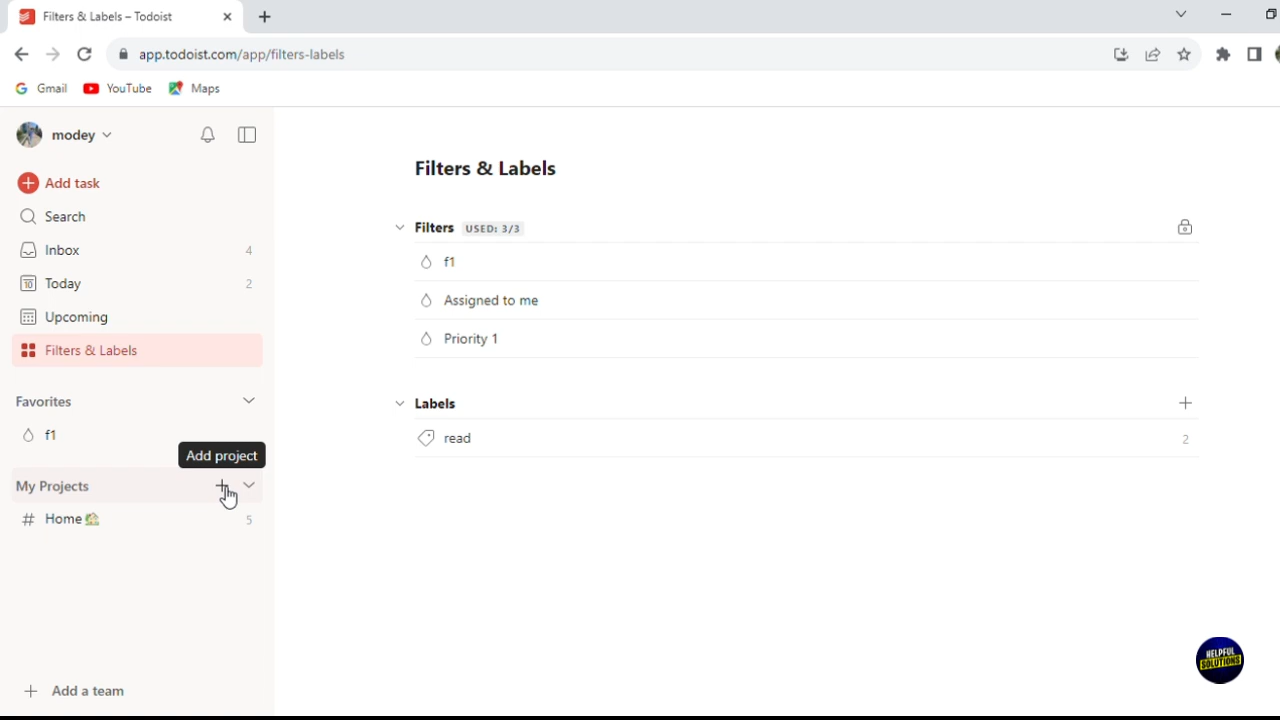 Filters & Labels – Todoist
app.todoist.com/app/filters-labels
Gmail YouTube Maps
modey
Add task
Search
Inbox 4
Today 2
Upcoming
Filters & Labels
Favorites
f1
Add project
My Projects
# Home 5
+ Add a team
Filters & Labels
Filters USED: 3/3
f1
Assigned to me
Priority 1
Labels
read 2
HELPFUL
SOLUTIONS